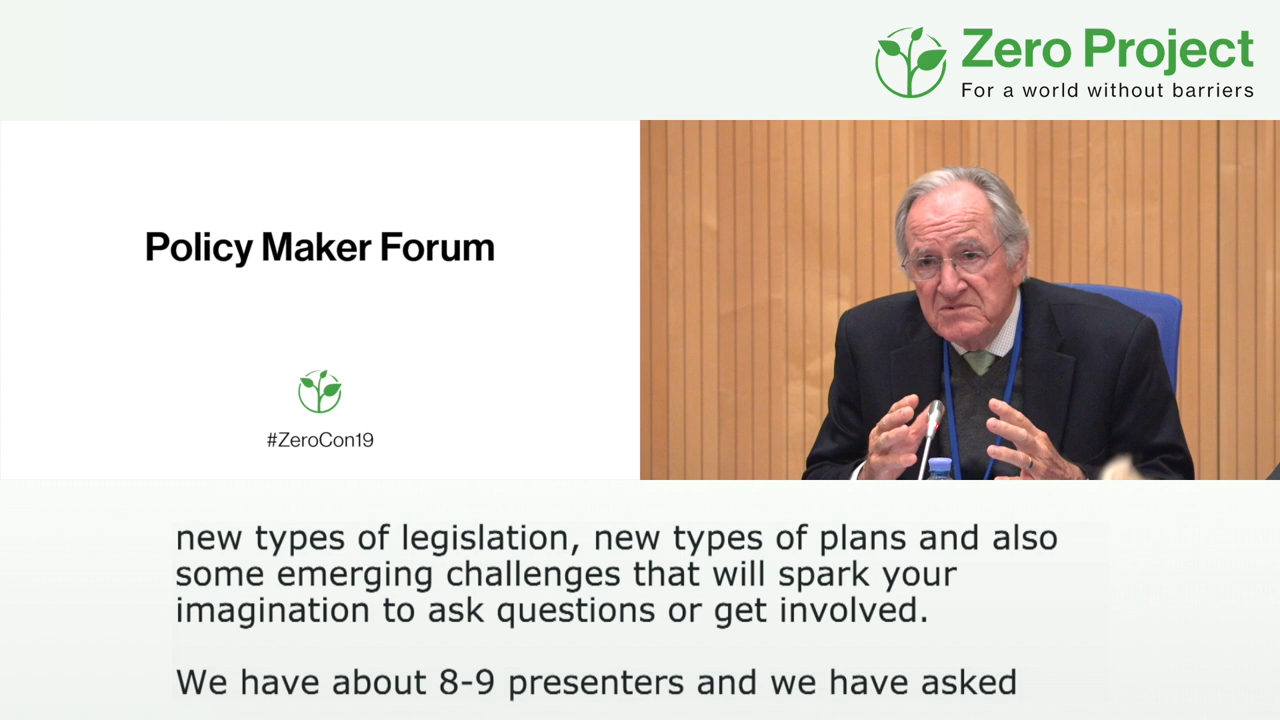 Zero Project
For a world without barriers
Policy Maker Forum
#ZeroCon19
new types of legislation, new types of plans and also
some emerging challenges that will spark your
imagination to ask questions or get involved.
We have about 8-9 presenters and we have asked